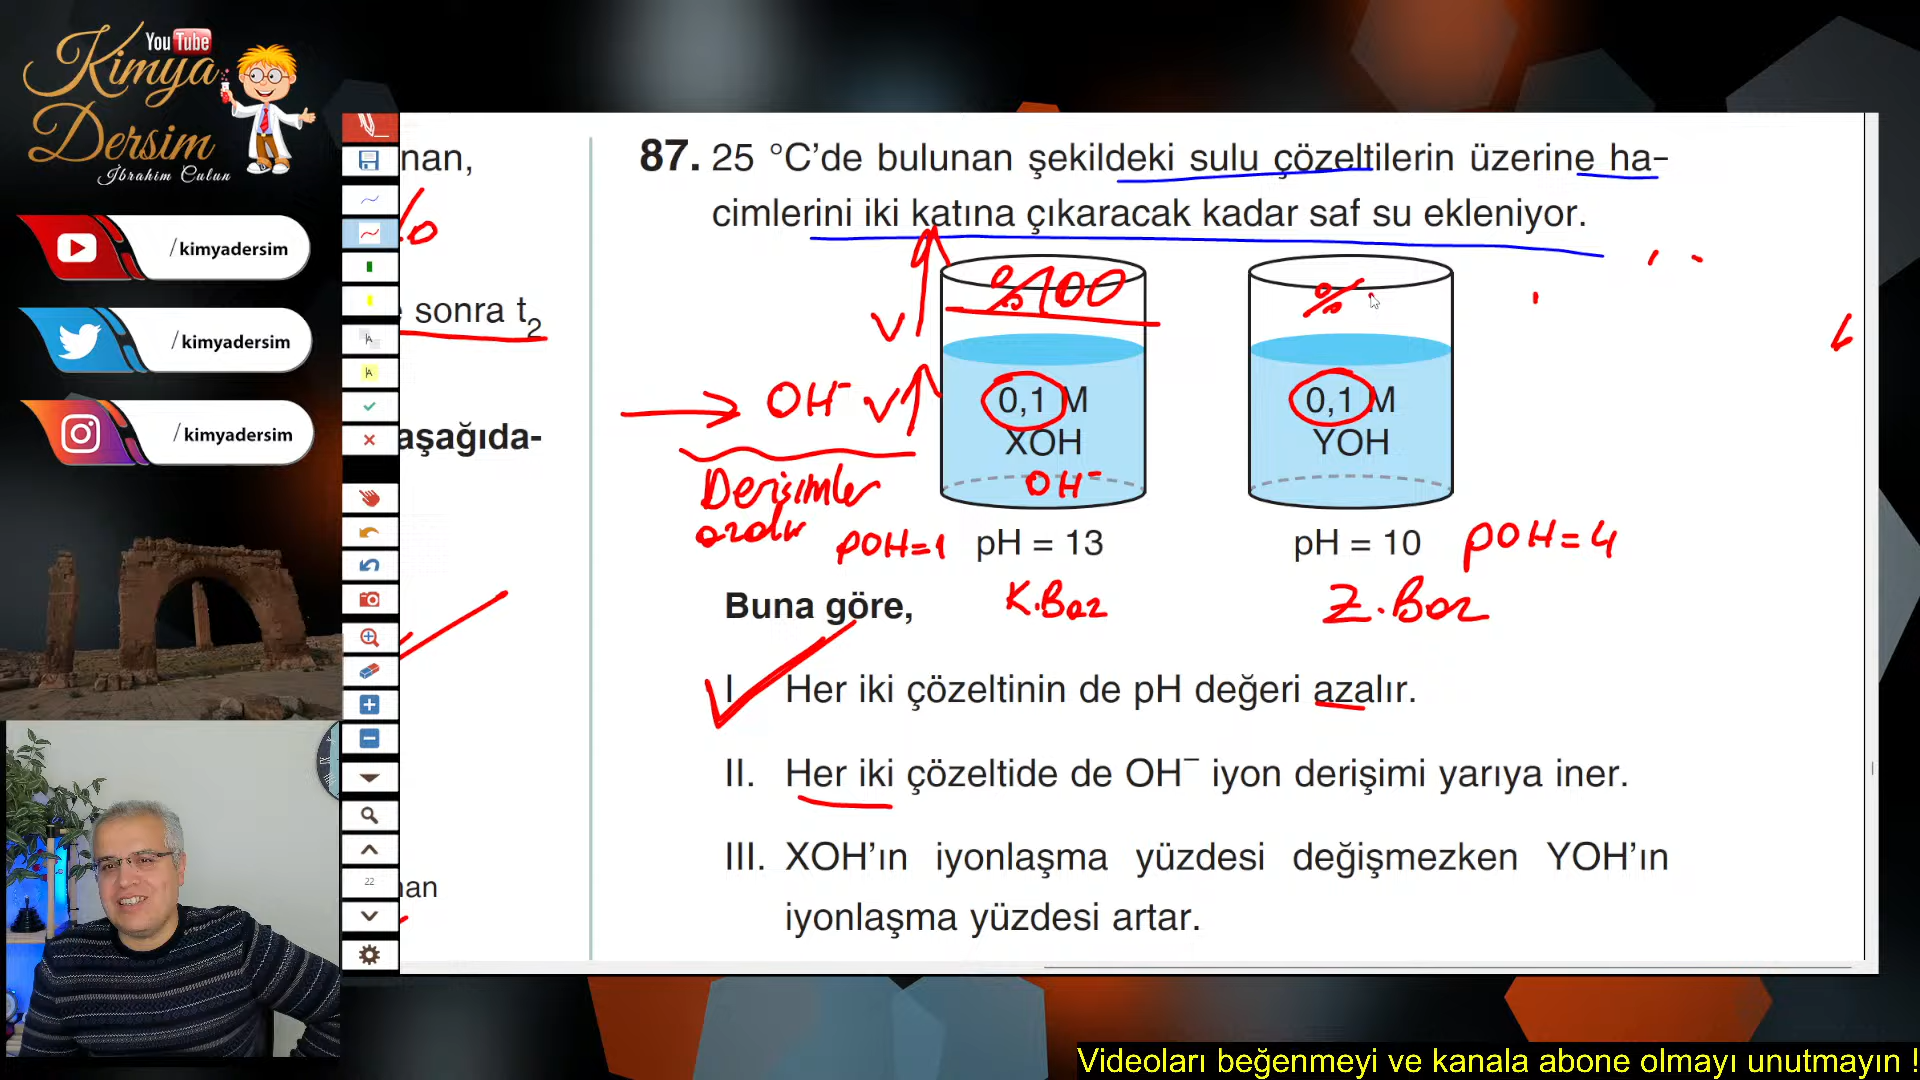 You Tube
Kimya
Dersim
İbrahim Culun
/kimyadersim
/kimyadersim
/kimyadersim
nan,
sonra t2
aşağıda-
nan
22
87. 25 °C'de bulunan şekildeki sulu çözeltilerin üzerine ha-
cimlerini iki katına çıkaracak kadar saf su ekleniyor.
%100
%
V
OH⁻ V
0,1 M
XOH
OH⁻
0,1 M
YOH
Derişimler
azalır
pOH=1 pH = 13
pH = 10 pOH=4
K.Baz
Z.Baz
Buna göre,
I. Her iki çözeltinin de pH değeri azalır.
II. Her iki çözeltide de OH⁻ iyon derişimi yarıya iner.
III. XOH'ın iyonlaşma yüzdesi değişmezken YOH'ın
iyonlaşma yüzdesi artar.
Videoları beğenmeyi ve kanala abone olmayı unutmayın !